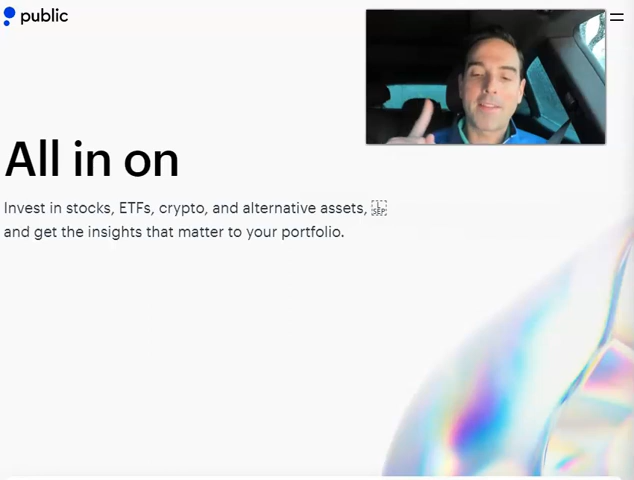 public
All in on
Invest in stocks, ETFs, crypto, and alternative assets,
and get the insights that matter to your portfolio.